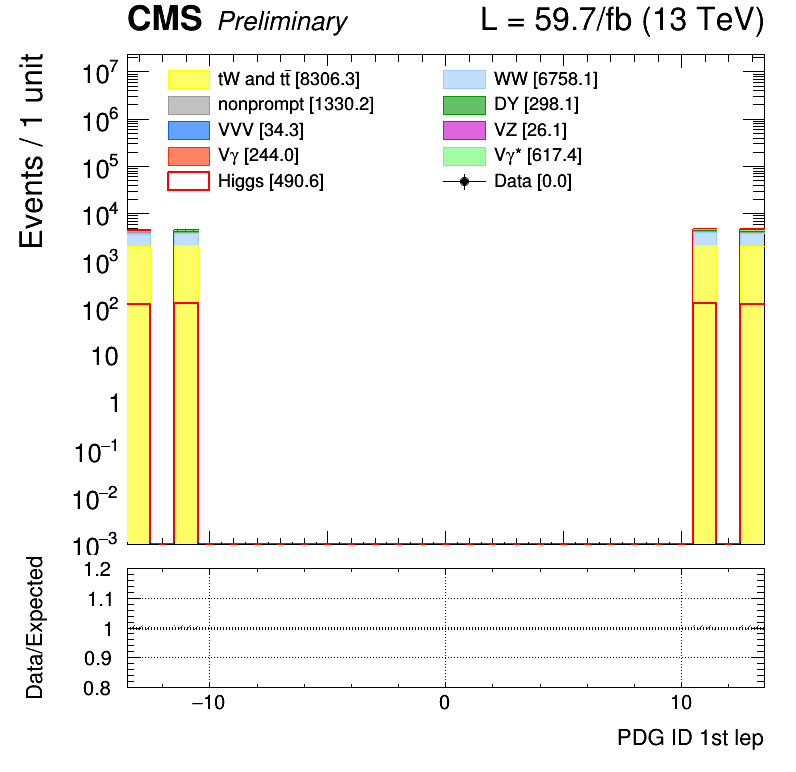 CMS Preliminary L = 59.7/fb (13 TeV)
Events / 1 unit
10⁷
10⁶
10⁵
10⁴
10³
10²
10
1
10⁻¹
10⁻²
10⁻³
tW and tt̄ [8306.3] WW [6758.1]
nonprompt [1330.2] DY [298.1]
VVV [34.3] VZ [26.1]
Vγ [244.0] Vγ* [617.4]
Higgs [490.6] Data [0.0]
Data/Expected
1.2
1.1
1
0.9
0.8
−10 0 10
PDG ID 1st lep